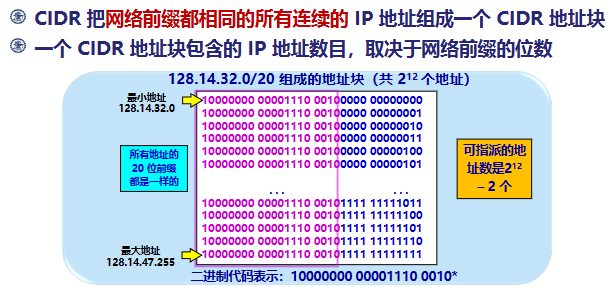 CIDR 把网络前缀都相同的所有连续的 IP 地址组成一个 CIDR 地址块
一个 CIDR 地址块包含的 IP 地址数目，取决于网络前缀的位数
128.14.32.0/20 组成的地址块（共 2¹² 个地址）
最小地址
128.14.32.0
10000000 00001110 00100000 00000000
10000000 00001110 00100000 00000001
10000000 00001110 00100000 00000010
10000000 00001110 00100000 00000011
10000000 00001110 00100000 00000100
10000000 00001110 00100000 00000101
所有地址的
20 位前缀
都是一样的
可指派的地
址数是2¹²
– 2 个
... ...
10000000 00001110 00101111 11111011
10000000 00001110 00101111 11111100
10000000 00001110 00101111 11111101
10000000 00001110 00101111 11111110
10000000 00001110 00101111 11111111
最大地址
128.14.47.255
二进制代码表示：10000000 00001110 0010*